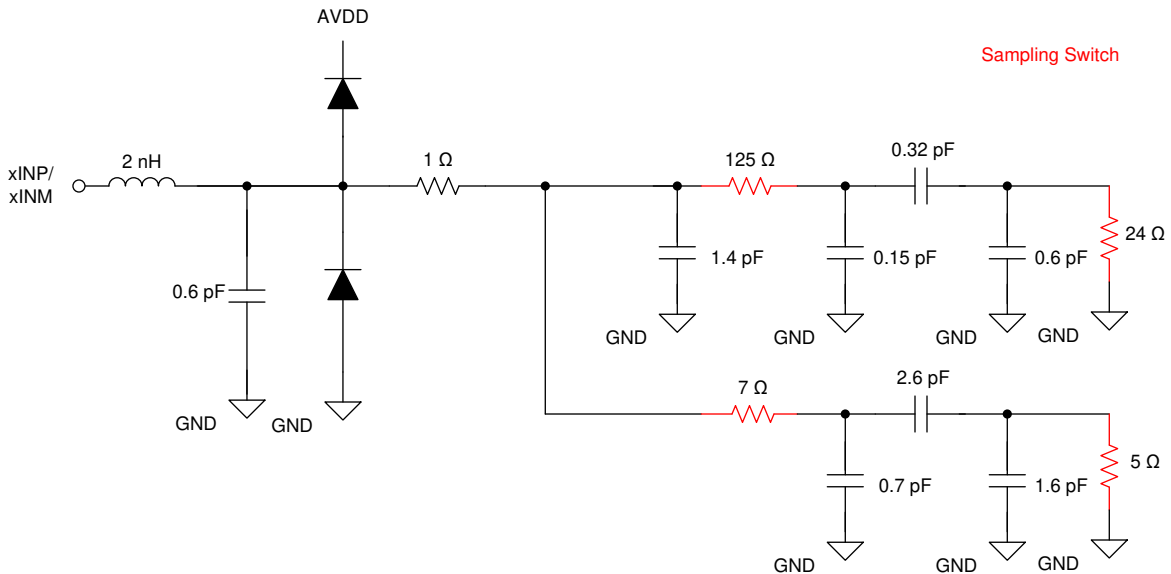 AVDD
Sampling Switch
xINP/
xINM
2 nH
1 Ω
125 Ω
0.32 pF
0.6 pF
1.4 pF
0.15 pF
0.6 pF
24 Ω
GND
GND
GND
GND
GND
GND
7 Ω
2.6 pF
0.7 pF
1.6 pF
5 Ω
GND
GND
GND